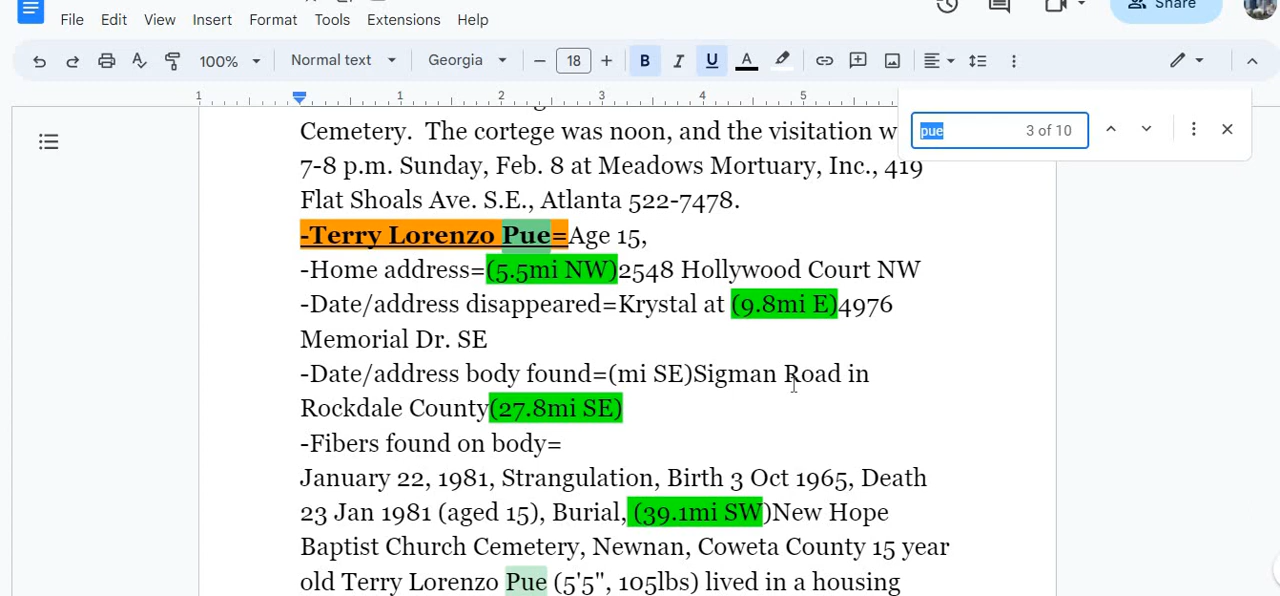 Share
File Edit View Insert Format Tools Extensions Help
100% Normal text Georgia − 18 + B I U A
1 1 2 3 4 5
pue 3 of 10
Cemetery. The cortege was noon, and the visitation w
7-8 p.m. Sunday, Feb. 8 at Meadows Mortuary, Inc., 419
Flat Shoals Ave. S.E., Atlanta 522-7478.
-Terry Lorenzo Pue=Age 15,
-Home address=(5.5mi NW)2548 Hollywood Court NW
-Date/address disappeared=Krystal at (9.8mi E)4976
Memorial Dr. SE
-Date/address body found=(mi SE)Sigman Road in
Rockdale County(27.8mi SE)
-Fibers found on body=
January 22, 1981, Strangulation, Birth 3 Oct 1965, Death
23 Jan 1981 (aged 15), Burial, (39.1mi SW)New Hope
Baptist Church Cemetery, Newnan, Coweta County 15 year
old Terry Lorenzo Pue (5'5", 105lbs) lived in a housing